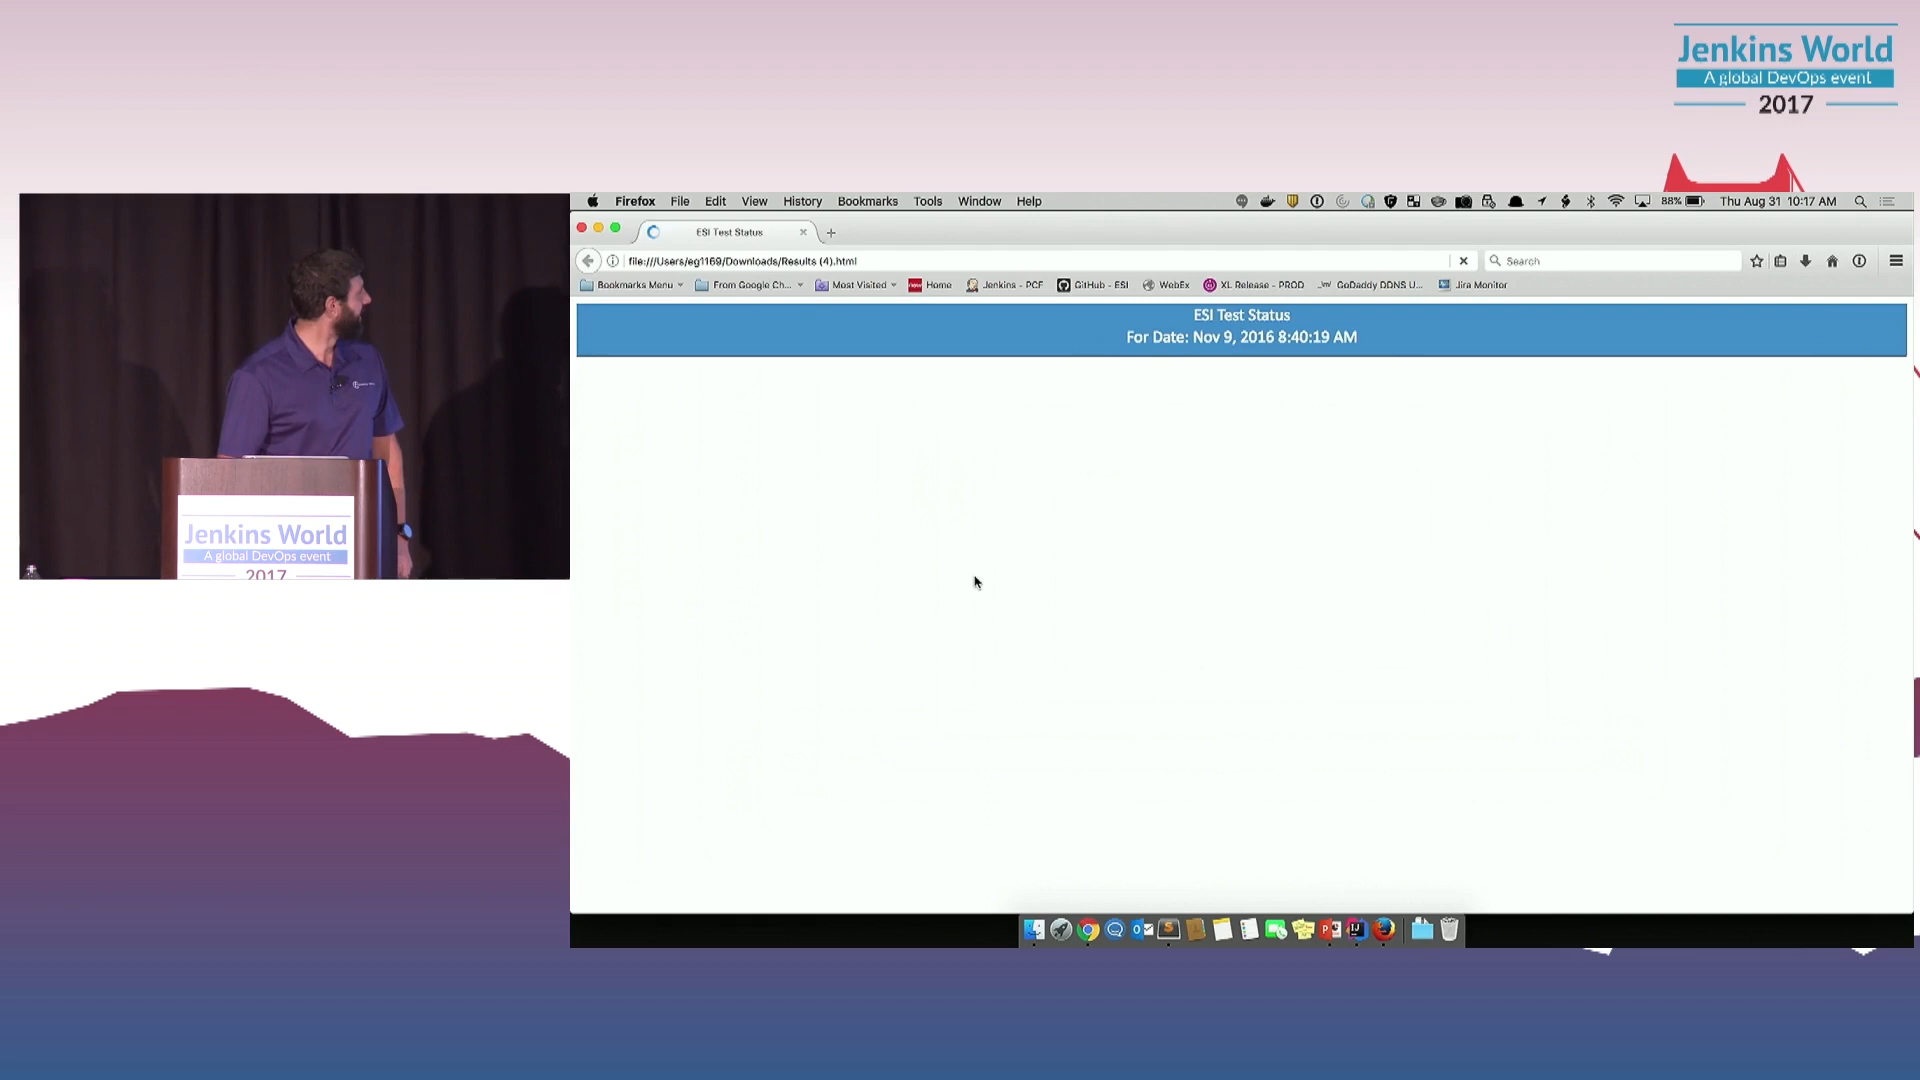 Jenkins World
A global DevOps event
2017
Firefox File Edit View History Bookmarks Tools Window Help
88% Thu Aug 31 10:17 AM
ESI Test Status
file:///Users/eg1169/Downloads/Results (4).html
Search
Bookmarks Menu From Google Ch... Most Visited Home Jenkins - PCF GitHub - ESI WebEx XL Release - PROD GoDaddy DDNS U... Jira Monitor
ESI Test Status
For Date: Nov 9, 2016 8:40:19 AM
Jenkins World
A global DevOps event
2017